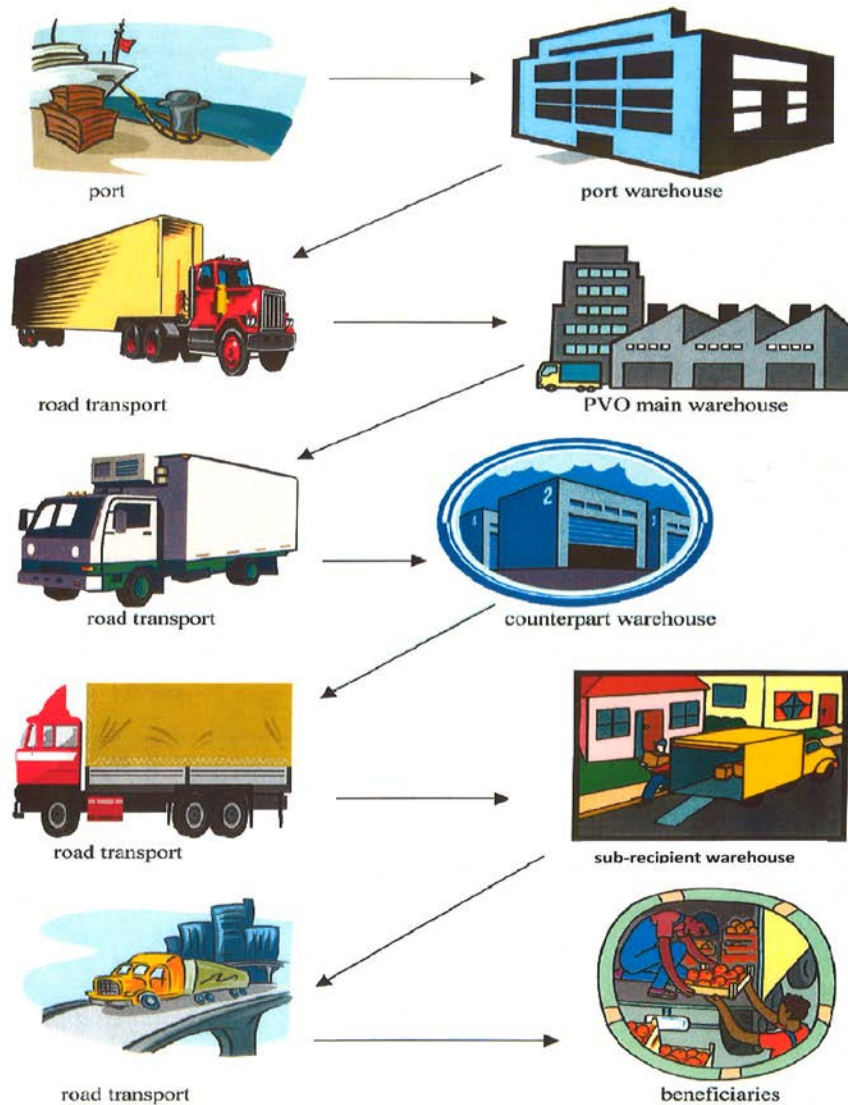 port
port warehouse
road transport
PVO main warehouse
road transport
2
counterpart warehouse
road transport
sub-recipient warehouse
road transport
beneficiaries